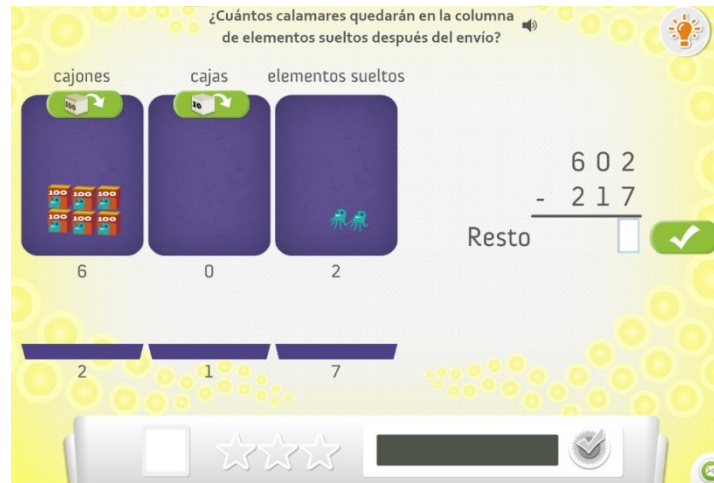 ¿Cuántos calamares quedarán en la columna
de elementos sueltos después del envío?
cajones cajas elementos sueltos
100 10
100 100 100
100 100 100
6 0 2
2 1 7
6 0 2
- 2 1 7
Resto